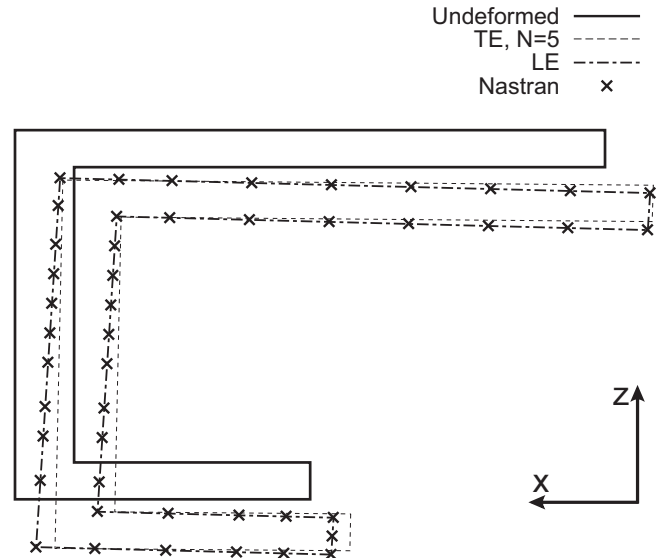 Undeformed
TE, N=5
LE
Nastran
z
x